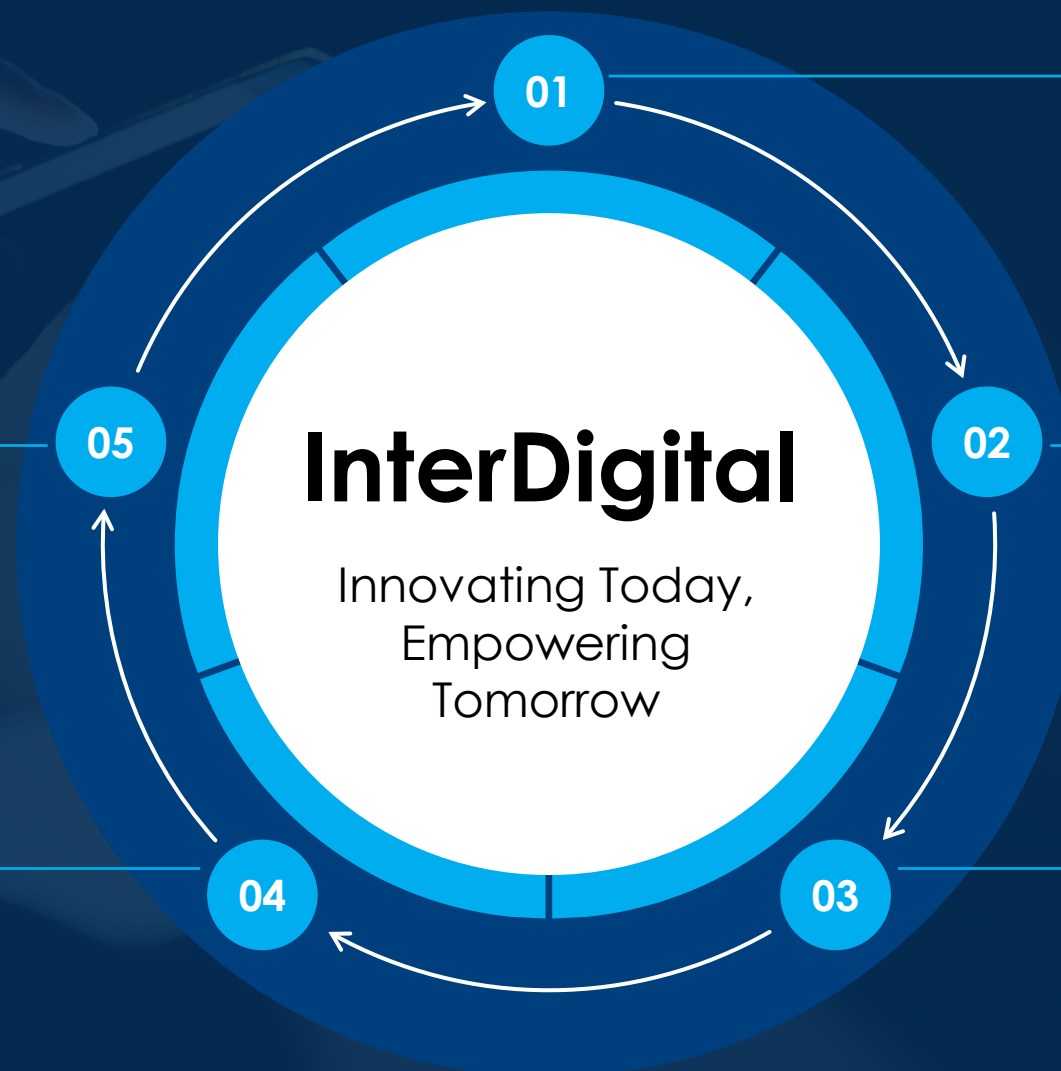 01
05
02
InterDigital
Innovating Today,
Empowering
Tomorrow
04
03